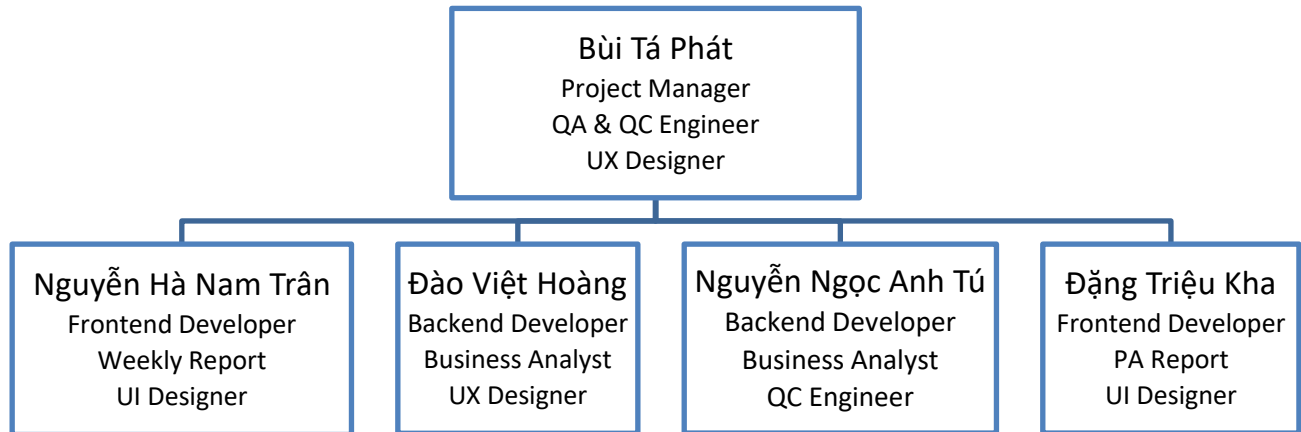 Bùi Tá Phát
Project Manager
QA & QC Engineer
UX Designer
Nguyễn Hà Nam Trân
Frontend Developer
Weekly Report
UI Designer
Đào Việt Hoàng
Backend Developer
Business Analyst
UX Designer
Nguyễn Ngọc Anh Tú
Backend Developer
Business Analyst
QC Engineer
Đặng Triệu Kha
Frontend Developer
PA Report
UI Designer